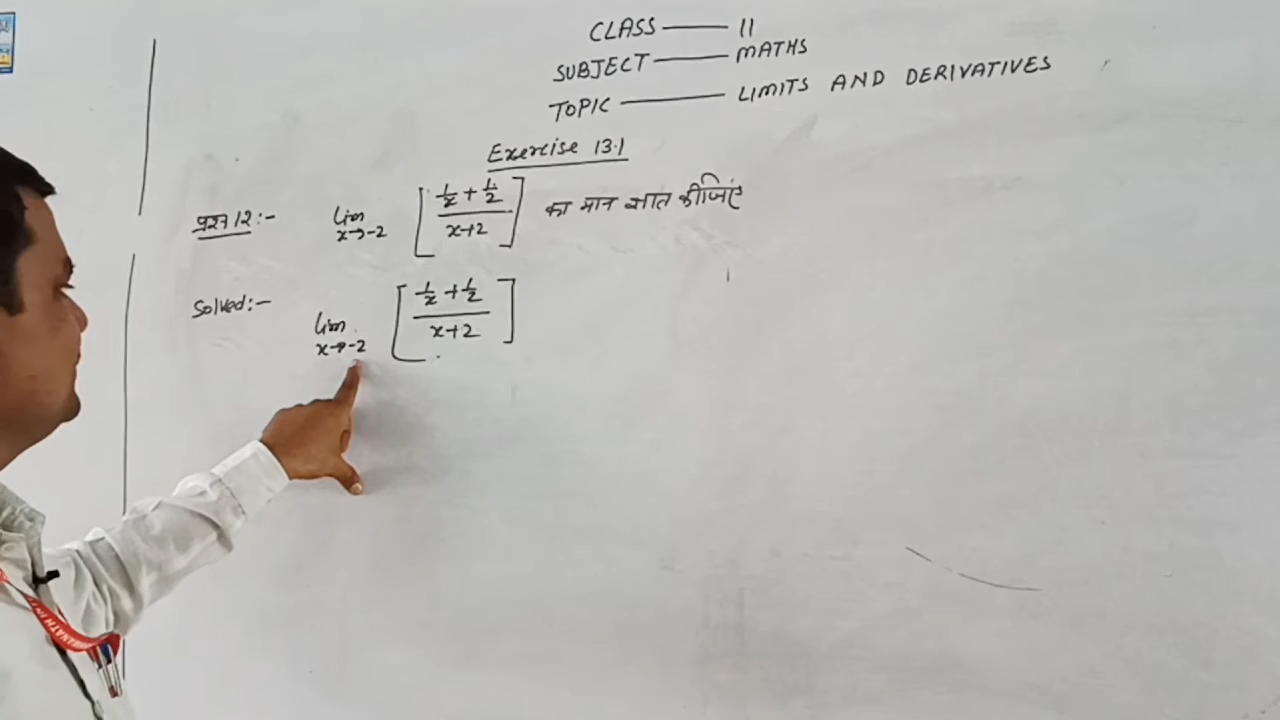 CLASS —— 11
SUBJECT —— MATHS
TOPIC —— LIMITS AND DERIVATIVES
Exercise 13.1
प्रश्न 12:- lim x→-2 [(1/x + 1/2)/(x+2)] का मान ज्ञात कीजिए
Solved:- lim x→-2 [(1/x + 1/2)/(x+2)]